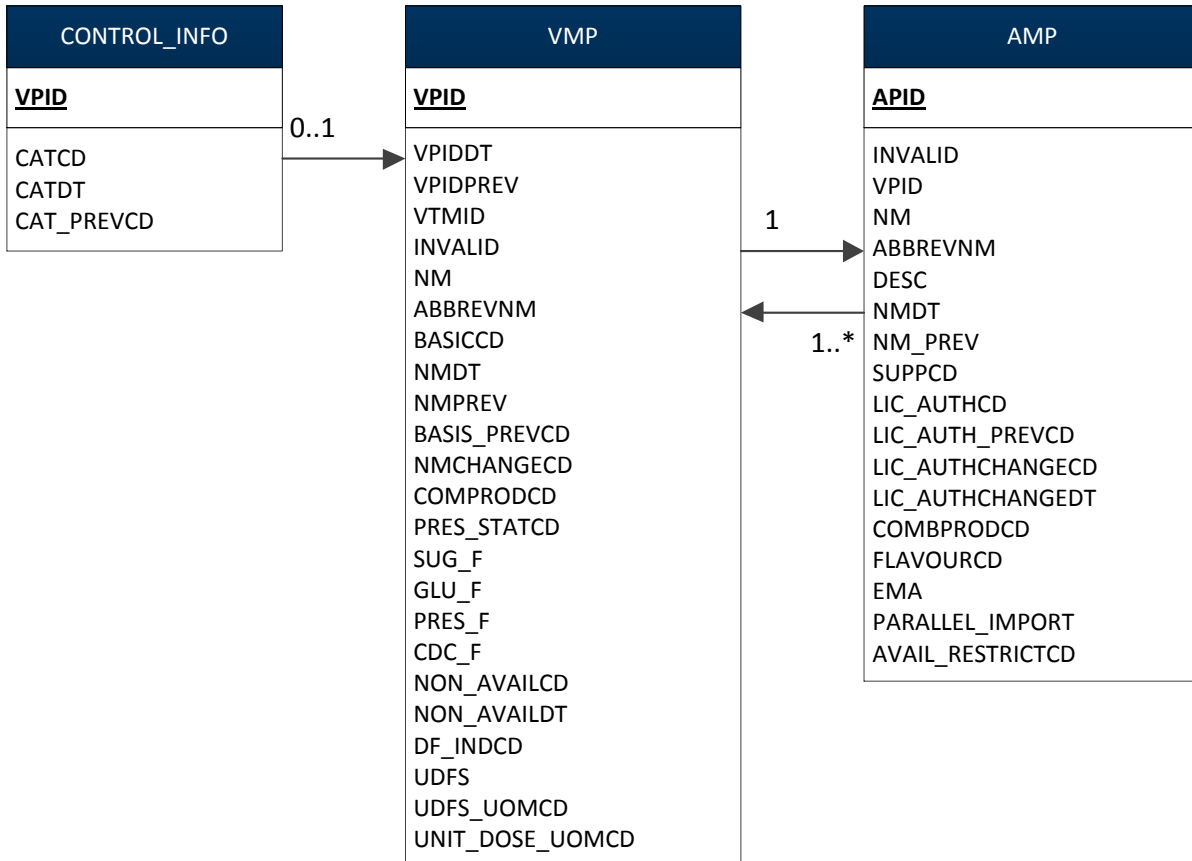 CONTROL_INFO
VPID
CATCD
CATDT
CAT_PREVCD
0..1
VMP
VPID
VPIDDT
VPIDPREV
VTMID
INVALID
NM
ABBREVNM
BASICCD
NMDT
NMPREV
BASIS_PREVCD
NMCHANGECD
COMPRODCD
PRES_STATCD
SUG_F
GLU_F
PRES_F
CDC_F
NON_AVAILCD
NON_AVAILDT
DF_INDCD
UDFS
UDFS_UOMCD
UNIT_DOSE_UOMCD
1
1..*
AMP
APID
INVALID
VPID
NM
ABBREVNM
DESC
NMDT
NM_PREV
SUPPCD
LIC_AUTHCD
LIC_AUTH_PREVCD
LIC_AUTHCHANGECD
LIC_AUTHCHANGEDT
COMBPRODCD
FLAVOURCD
EMA
PARALLEL_IMPORT
AVAIL_RESTRICTCD